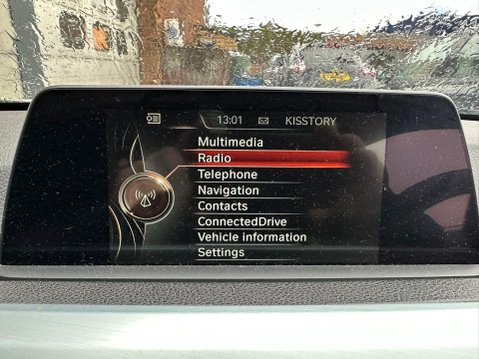 13:01 KISSTORY
Multimedia
Radio
Telephone
Navigation
Contacts
ConnectedDrive
Vehicle information
Settings